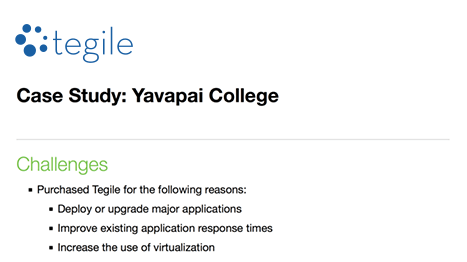 tegile
Case Study: Yavapai College
Challenges
▪ Purchased Tegile for the following reasons:
▪ Deploy or upgrade major applications
▪ Improve existing application response times
▪ Increase the use of virtualization